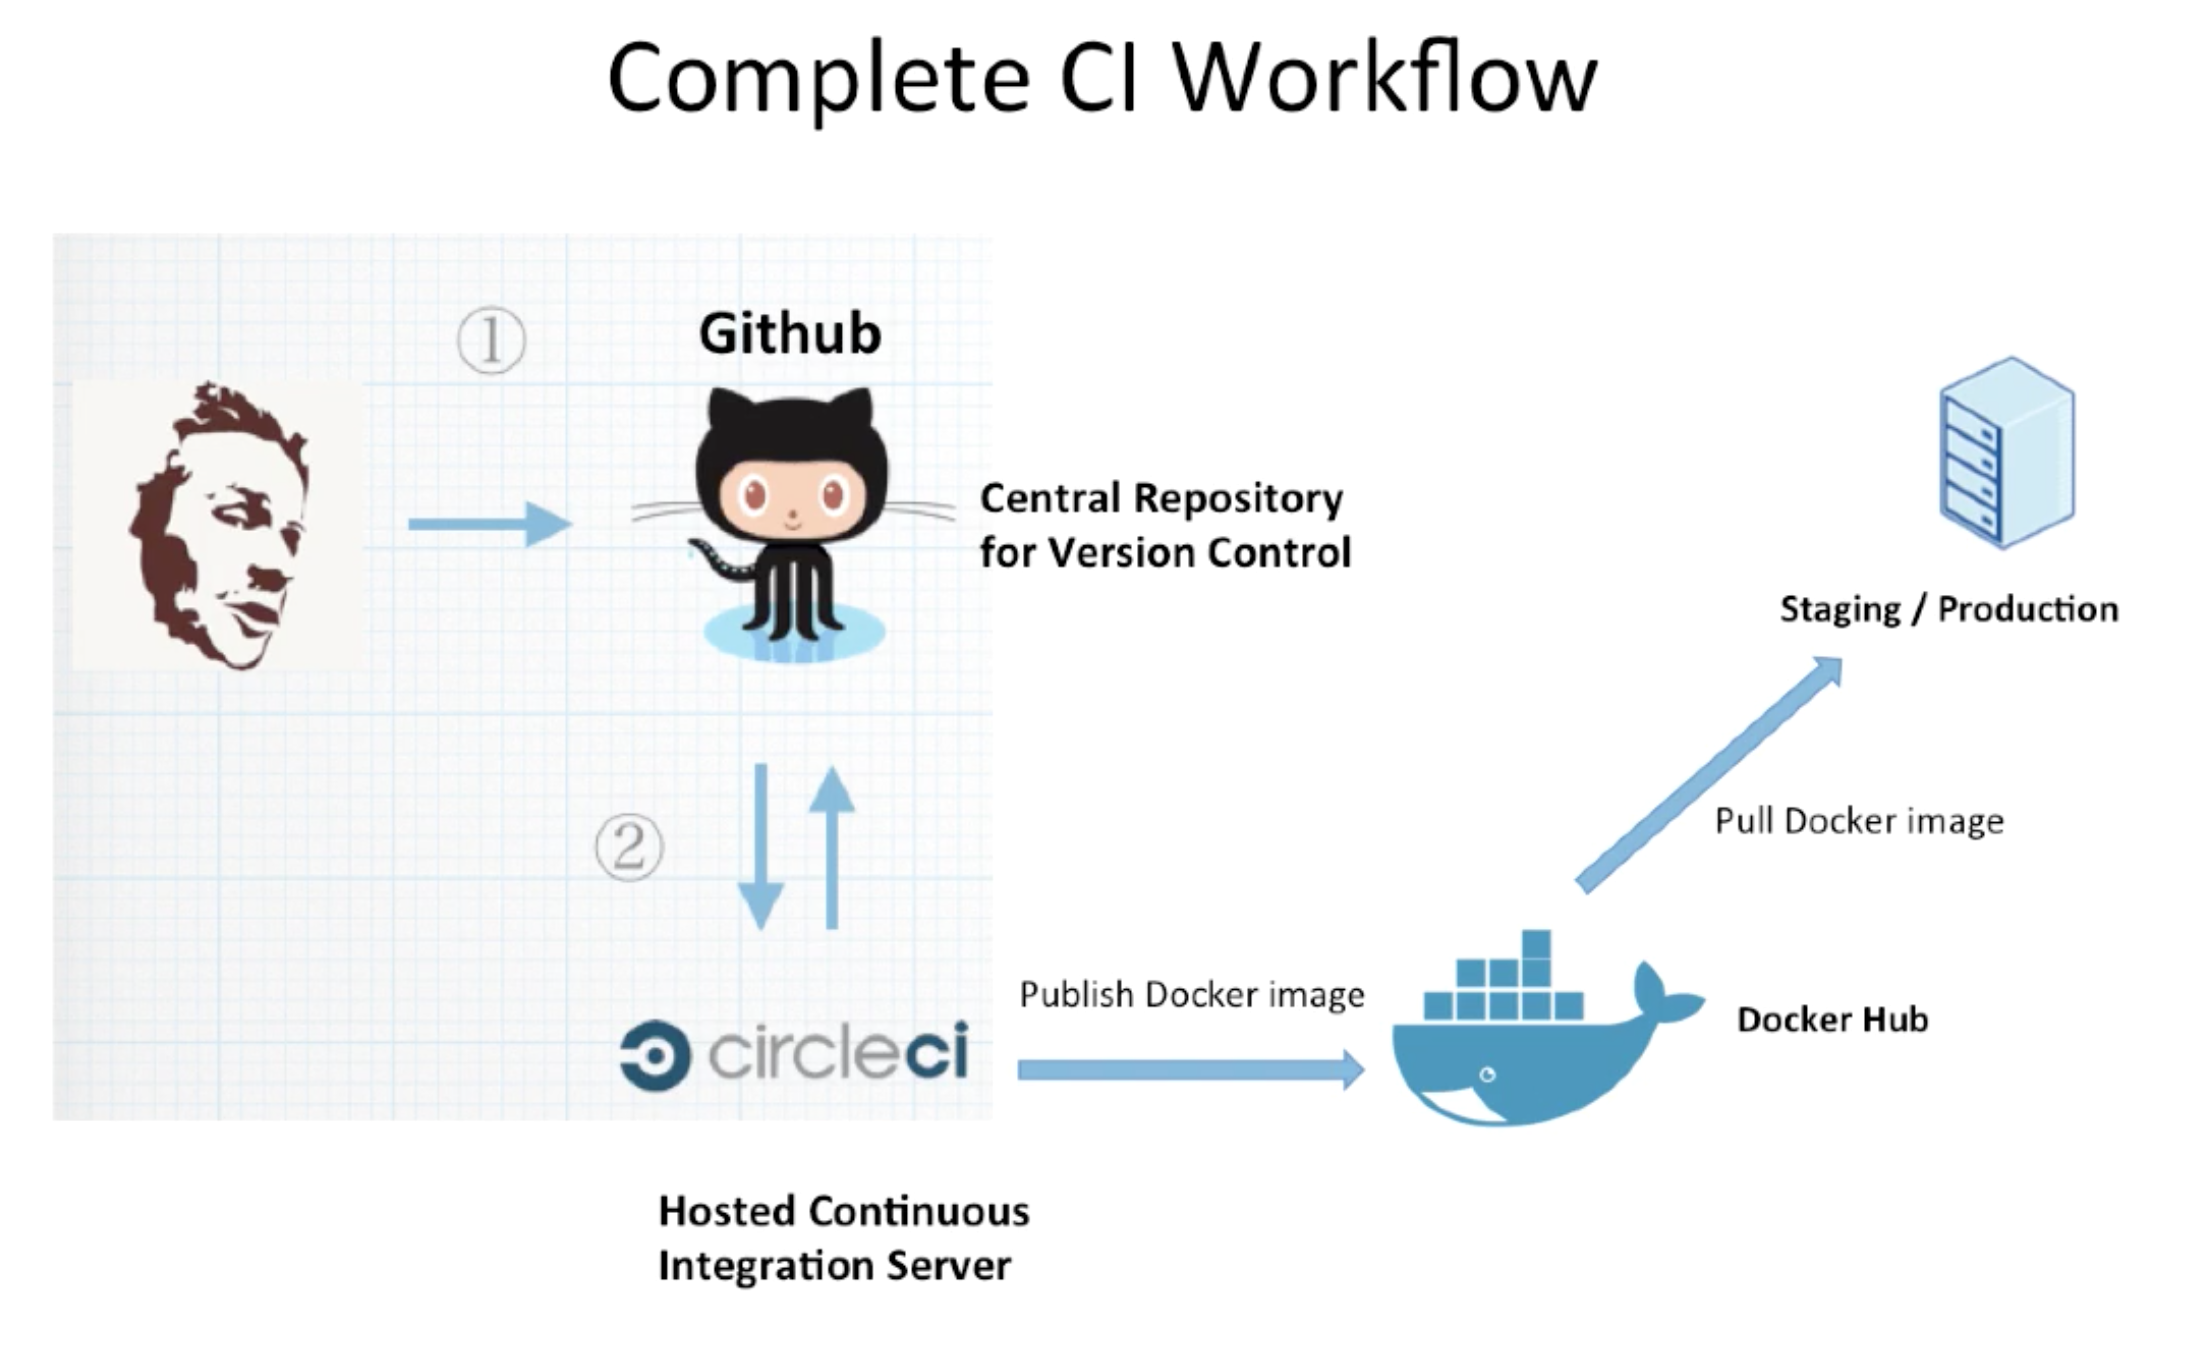 Complete CI Workflow
①
Github
Central Repository
for Version Control
Staging / Production
②
Pull Docker image
Publish Docker image
Docker Hub
circleci
Hosted Continuous
Integration Server